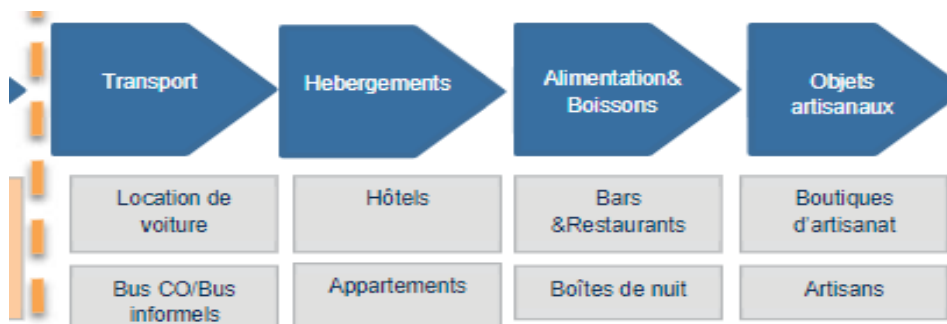 Transport
Hebergements
Alimentation&
Boissons
Objets
artisanaux
Location de
voiture
Hôtels
Bars
&Restaurants
Boutiques
d'artisanat
Bus CO/Bus
informels
Appartements
Boîtes de nuit
Artisans